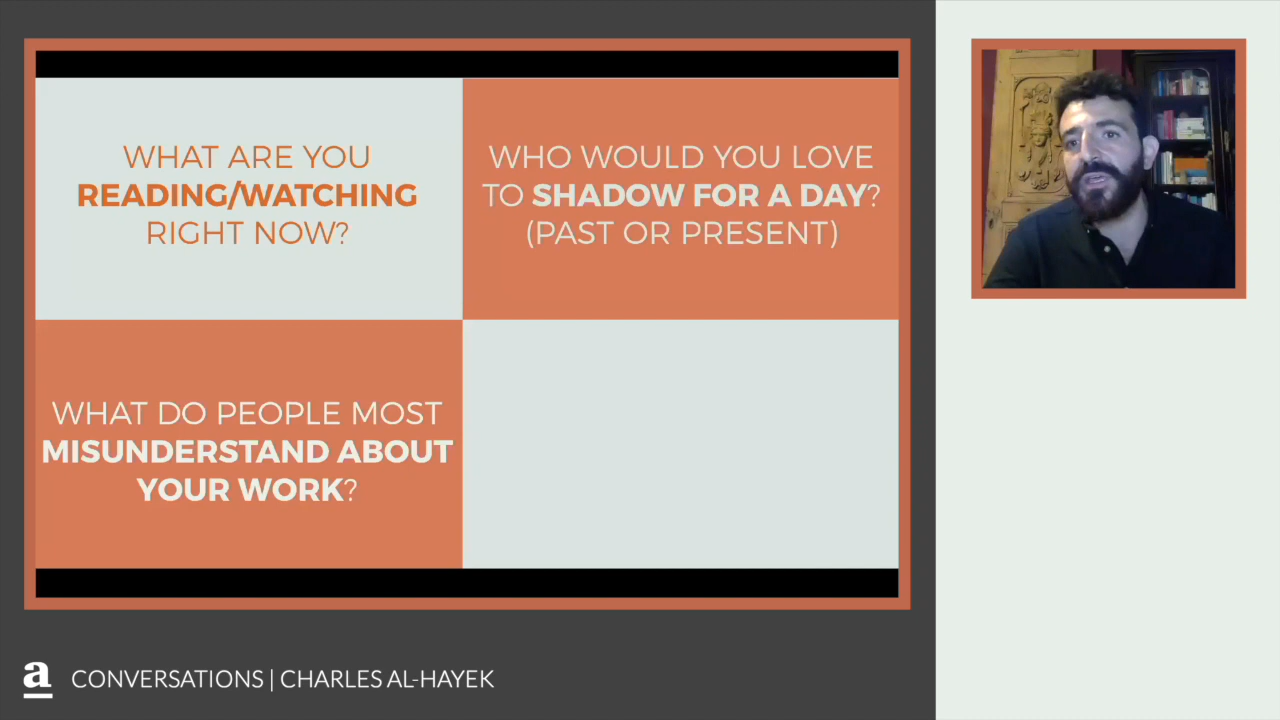 WHAT ARE YOU
READING/WATCHING
RIGHT NOW?
WHO WOULD YOU LOVE
TO SHADOW FOR A DAY?
(PAST OR PRESENT)
WHAT DO PEOPLE MOST
MISUNDERSTAND ABOUT
YOUR WORK?
a CONVERSATIONS | CHARLES AL-HAYEK